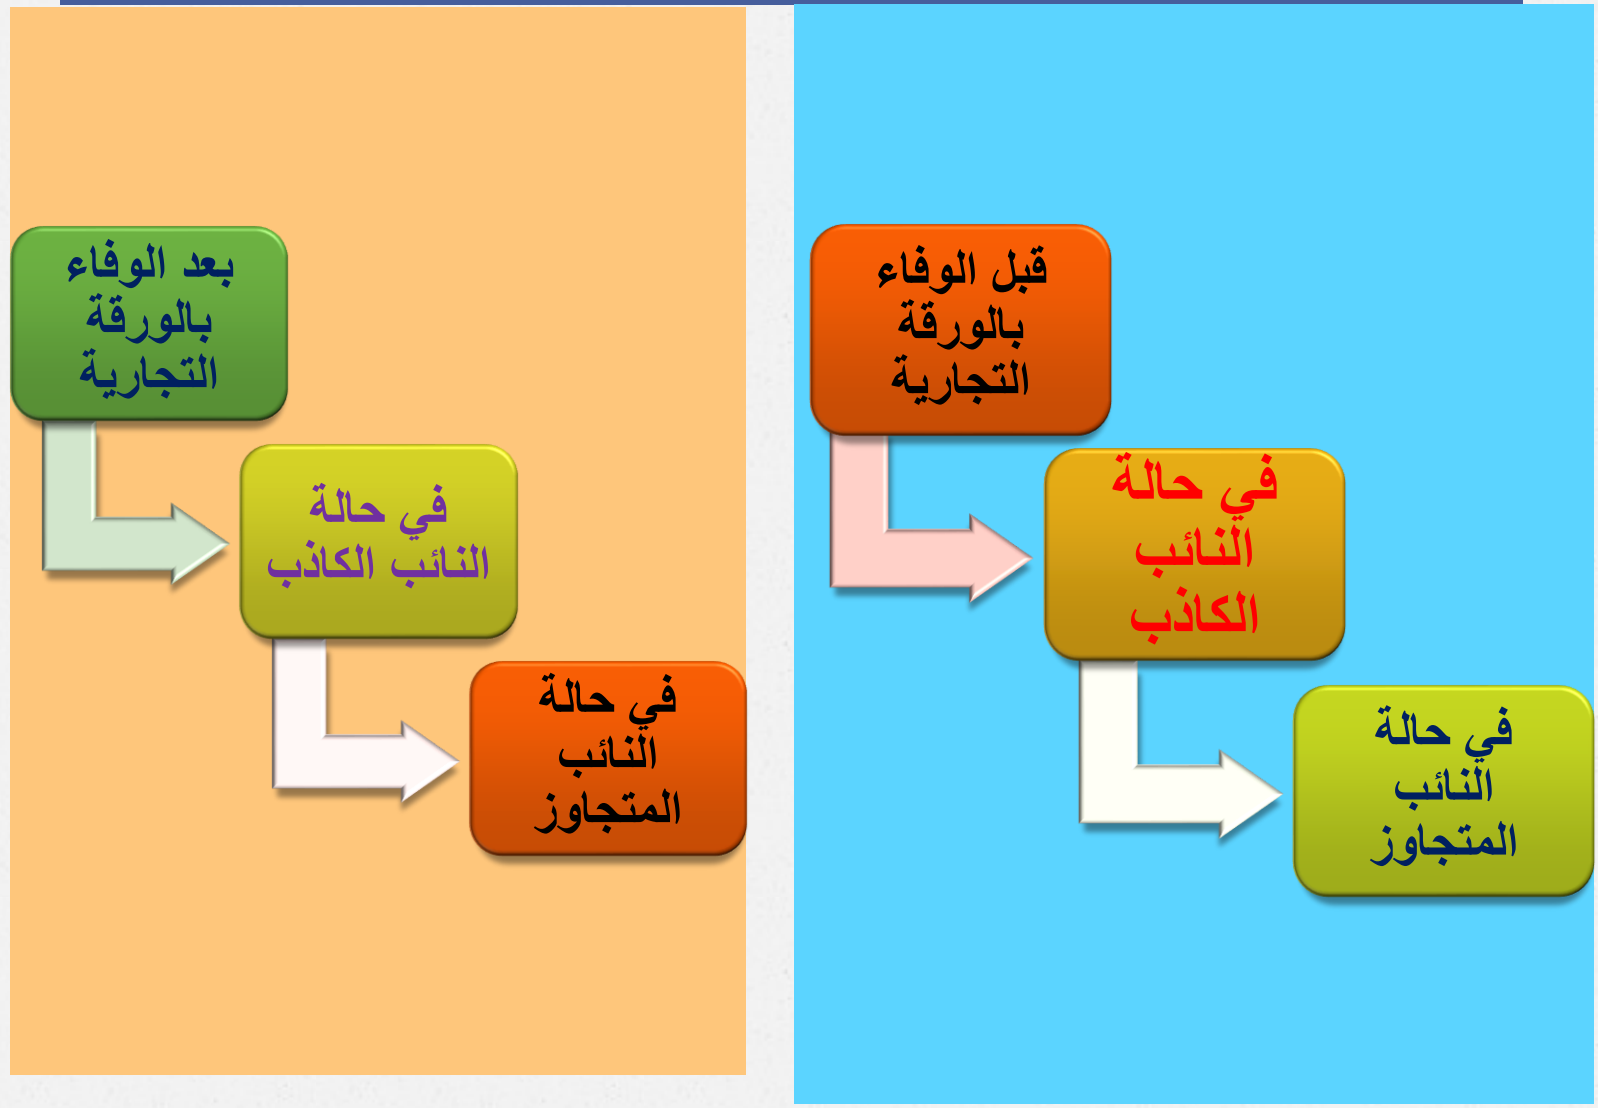 قبل الوفاء
بالورقة
التجارية
في حالة
النائب
الكاذب
في حالة
النائب
المتجاوز
بعد الوفاء
بالورقة
التجارية
في حالة
النائب الكاذب
في حالة
النائب
المتجاوز